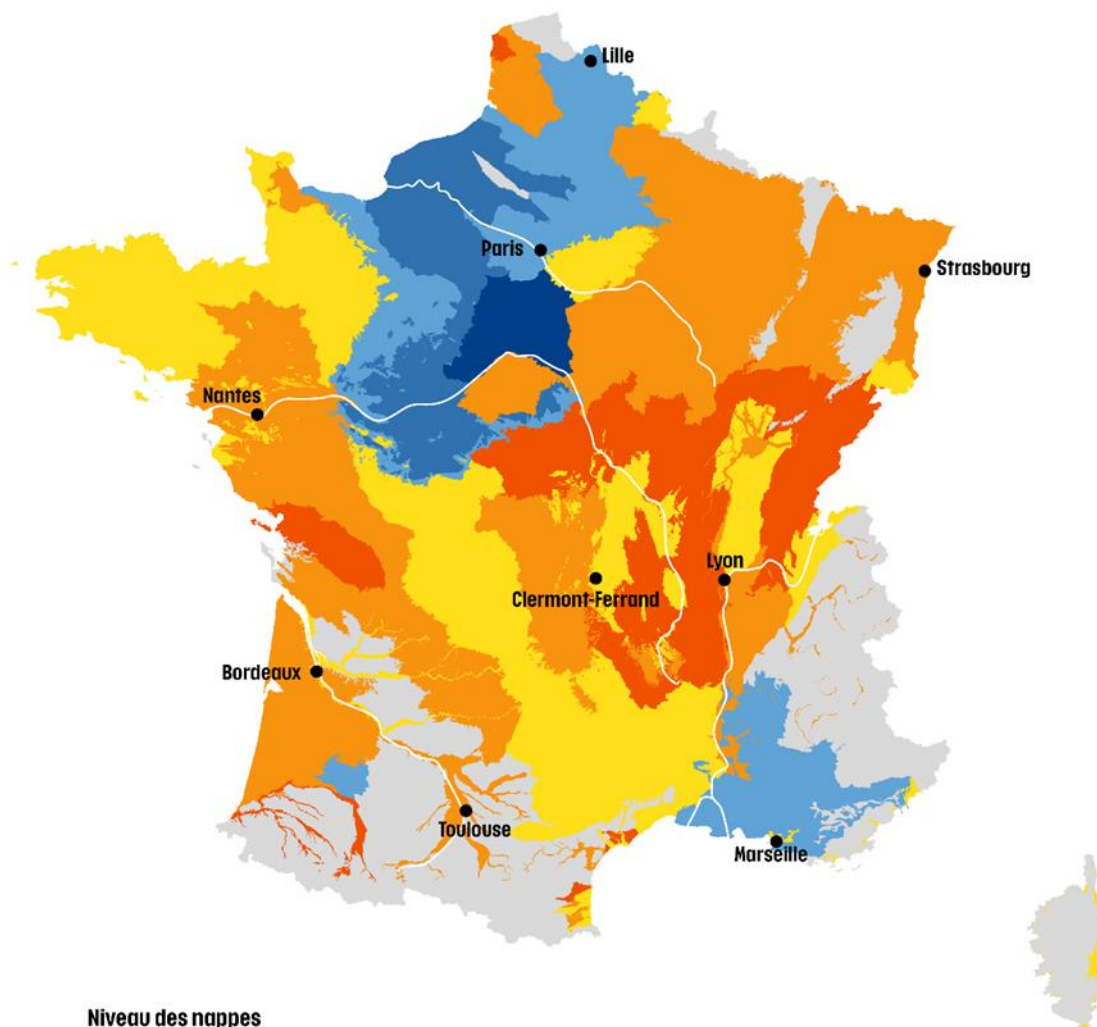 Lille
Paris
Strasbourg
Nantes
Lyon
Clermont-Ferrand
Bordeaux
Toulouse
Marseille
Niveau des nappes